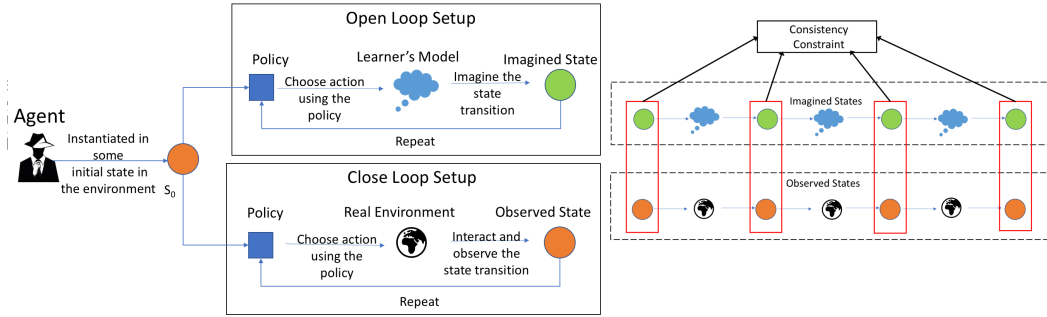 Agent
Instantiated in
some
initial state in
the environment S0
Open Loop Setup
Policy
Learner's Model
Imagined State
Choose action
using the
policy
Imagine the
state
transition
Repeat
Close Loop Setup
Policy
Real Environment
Observed State
Choose action
using the
policy
Interact and
observe the
state transition
Repeat
Consistency
Constraint
Imagined States
Observed States